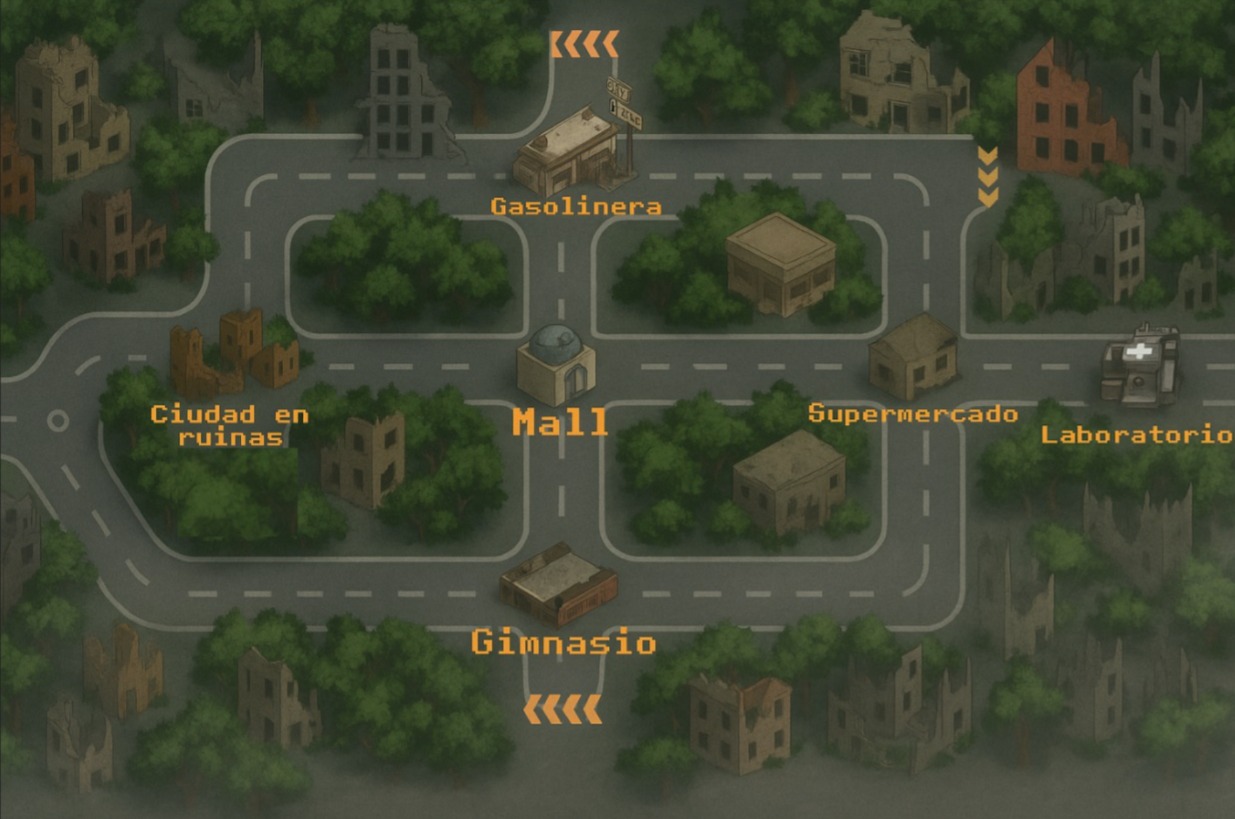 Gasolinera
Ciudad en
ruinas
Mall
Supermercado
Laboratorio
Gimnasio